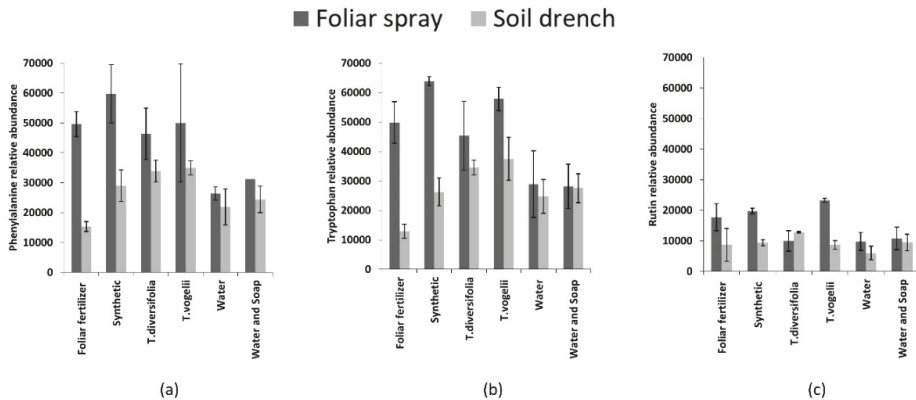 Foliar spray Soil drench
Phenylalanine relative abundance
70000
60000
50000
40000
30000
20000
10000
0
Foliar fertilizer
Synthetic
T.diversifolia
T.vogelii
Water
Water and Soap
(a)
Tryptophan relative abundance
70000
60000
50000
40000
30000
20000
10000
0
Foliar fertilizer
Synthetic
T.diversifolia
T.vogelii
Water
Water and Soap
(b)
Rutin relative abundance
70000
60000
50000
40000
30000
20000
10000
0
Foliar fertilizer
Synthetic
T.diversifolia
T.vogelii
Water
Water and Soap
(c)